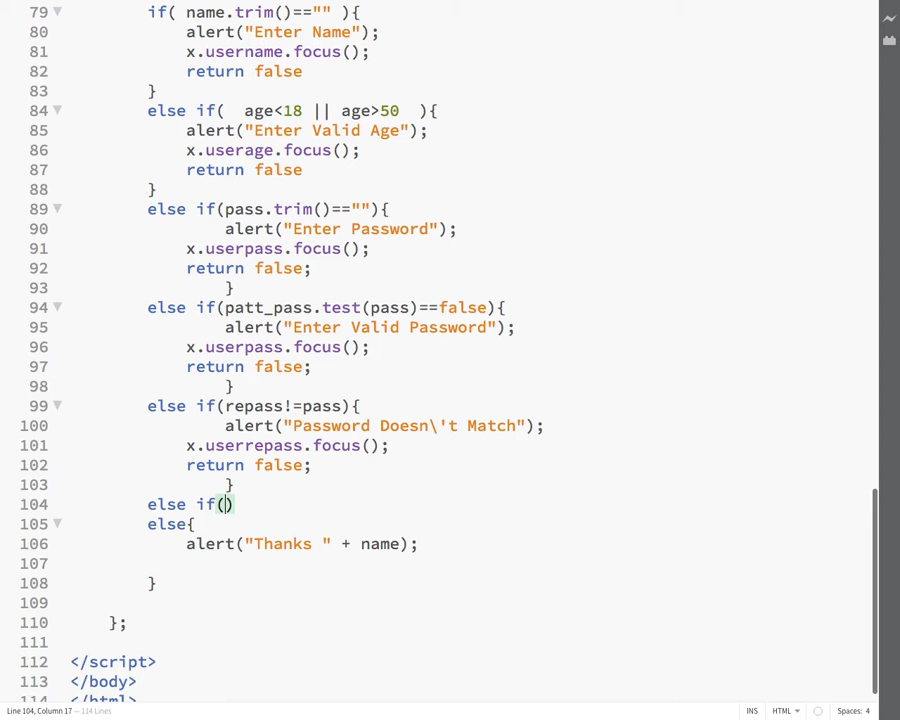 79 if( name.trim()=="" ){
80 alert("Enter Name");
81 x.username.focus();
82 return false
83 }
84 else if(  age<18 || age>50  ){
85 alert("Enter Valid Age");
86 x.userage.focus();
87 return false
88 }
89 else if(pass.trim()==""){
90 alert("Enter Password");
91 x.userpass.focus();
92 return false;
93 }
94 else if(patt_pass.test(pass)==false){
95 alert("Enter Valid Password");
96 x.userpass.focus();
97 return false;
98 }
99 else if(repass!=pass){
100 alert("Password Doesn\'t Match");
101 x.userrepass.focus();
102 return false;
103 }
104 else if()
105 else{
106 alert("Thanks " + name);
107
108 }
109
110 };
111
112 </script>
113 </body>
114 </html>
Line 104, Column 17 — 114 Lines INS HTML Spaces: 4